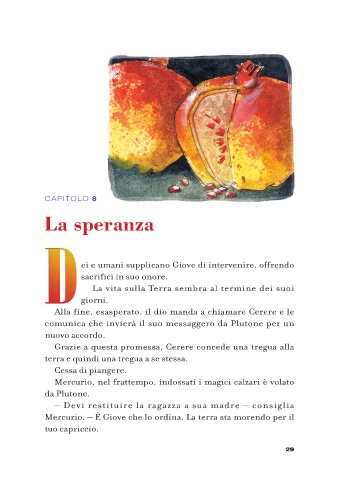 CAPITOLO 8
La speranza
Dei e umani supplicano Giove di intervenire, offrendo
sacrifici in suo onore.
La vita sulla Terra sembra al termine dei suoi
giorni.
Alla fine, esasperato, il dio manda a chiamare Cerere e le
comunica che invierà il suo messaggero da Plutone per un
nuovo accordo.
Grazie a questa promessa, Cerere concede una tregua alla
terra e quindi una tregua a se stessa.
Cessa di piangere.
Mercurio, nel frattempo, indossati i magici calzari è volato
da Plutone.
– Devi restituire la ragazza a sua madre – consiglia
Mercurio. – È Giove che lo ordina. La terra sta morendo per il
tuo capriccio.
29